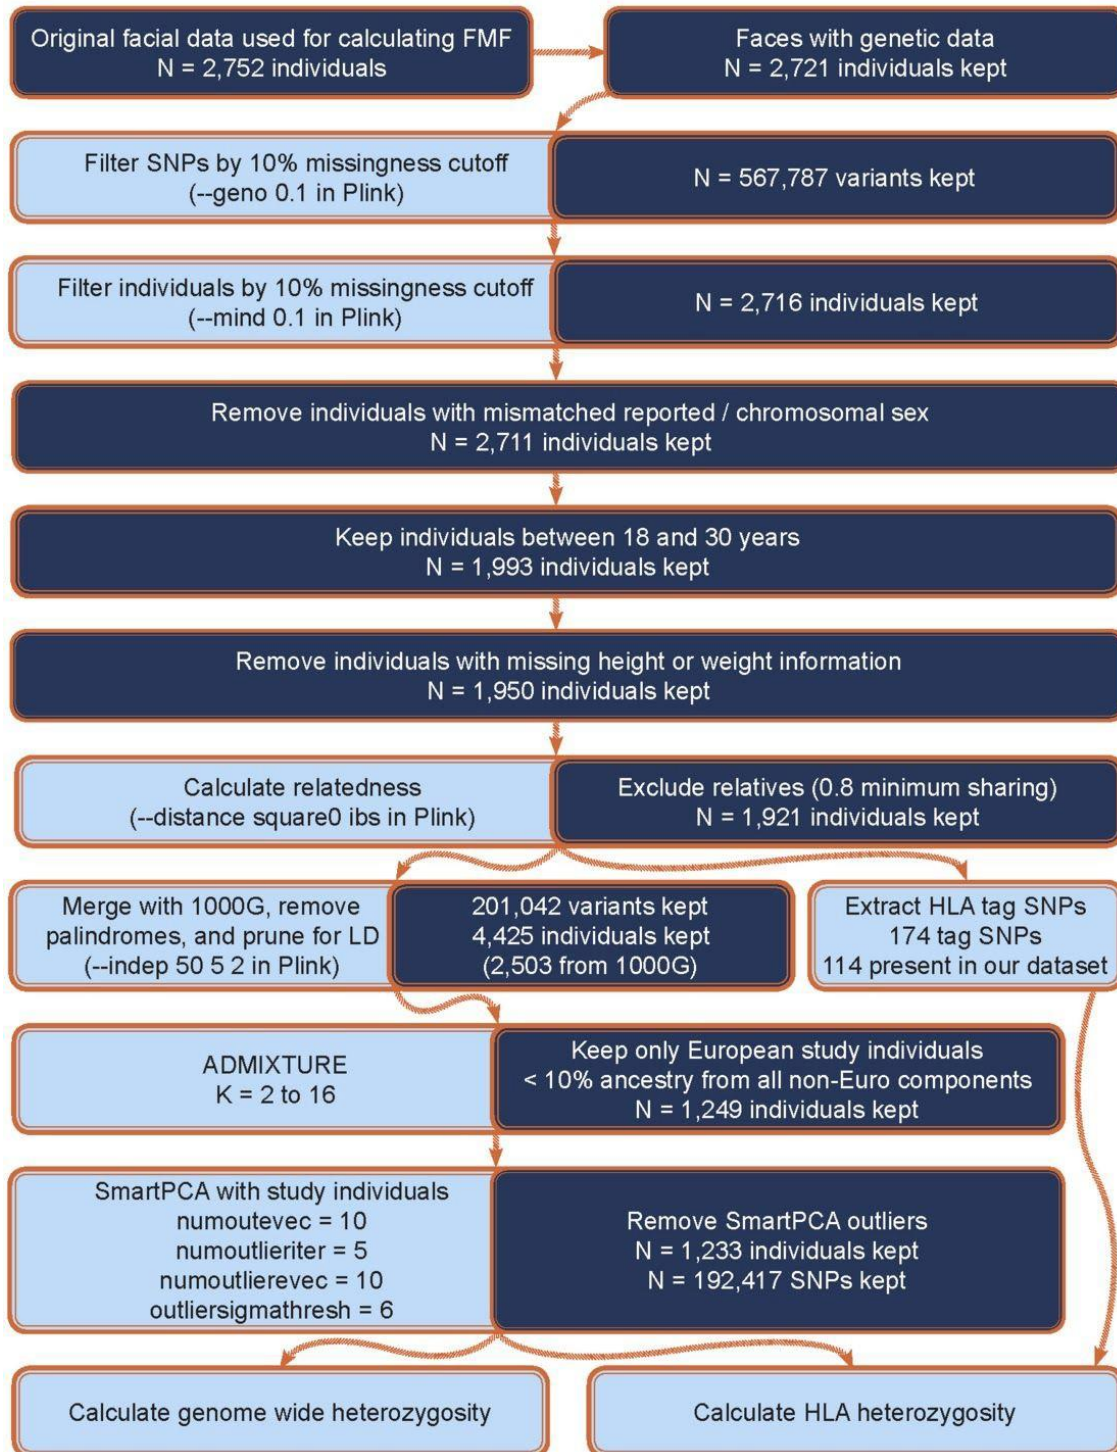 Original facial data used for calculating FMF
N = 2,752 individuals
Faces with genetic data
N = 2,721 individuals kept
Filter SNPs by 10% missingness cutoff
(--geno 0.1 in Plink)
N = 567,787 variants kept
Filter individuals by 10% missingness cutoff
(--mind 0.1 in Plink)
N = 2,716 individuals kept
Remove individuals with mismatched reported / chromosomal sex
N = 2,711 individuals kept
Keep individuals between 18 and 30 years
N = 1,993 individuals kept
Remove individuals with missing height or weight information
N = 1,950 individuals kept
Calculate relatedness
(--distance square0 ibs in Plink)
Exclude relatives (0.8 minimum sharing)
N = 1,921 individuals kept
Merge with 1000G, remove
palindromes, and prune for LD
(--indep 50 5 2 in Plink)
201,042 variants kept
4,425 individuals kept
(2,503 from 1000G)
Extract HLA tag SNPs
174 tag SNPs
114 present in our dataset
ADMIXTURE
K = 2 to 16
Keep only European study individuals
< 10% ancestry from all non-Euro components
N = 1,249 individuals kept
SmartPCA with study individuals
numoutevec = 10
numoutlieriter = 5
numoutlierevec = 10
outliersigmathresh = 6
Remove SmartPCA outliers
N = 1,233 individuals kept
N = 192,417 SNPs kept
Calculate genome wide heterozygosity
Calculate HLA heterozygosity